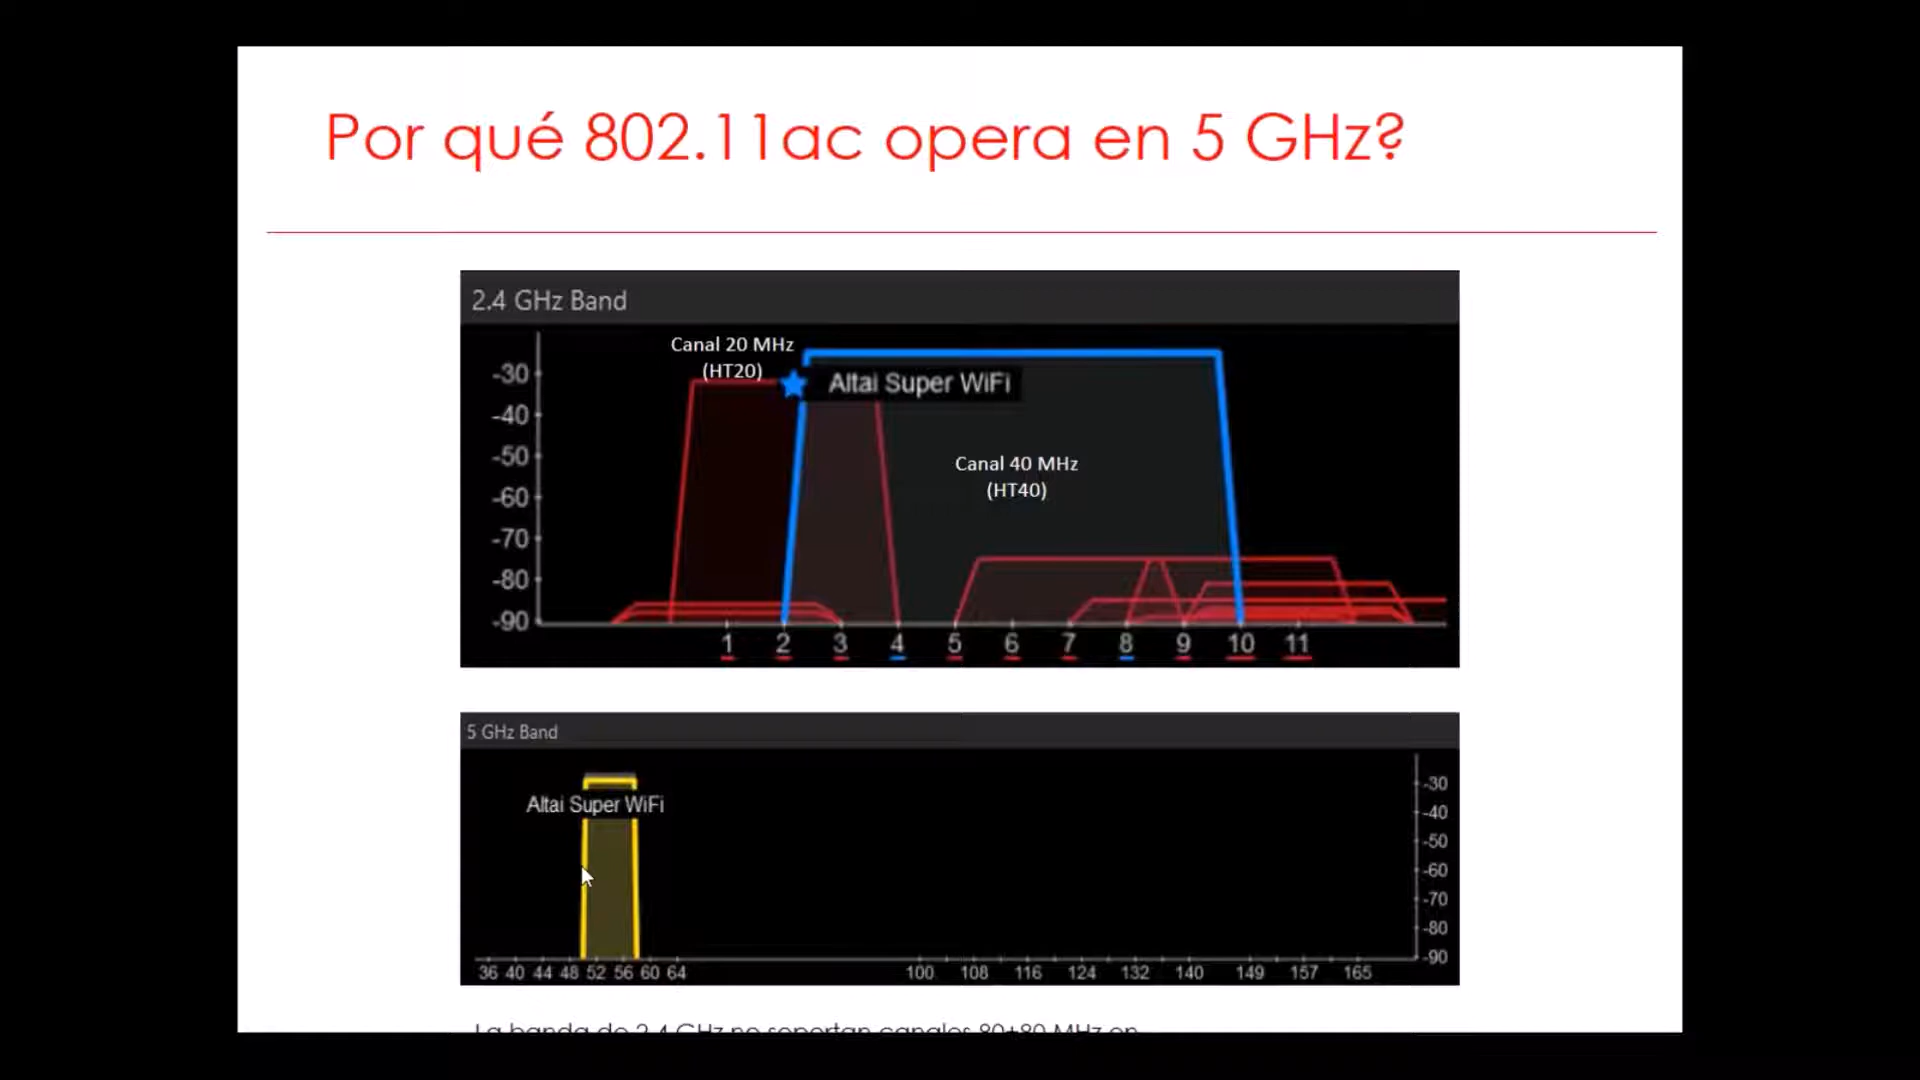 Por qué 802.11ac opera en 5 GHz?
2.4 GHz Band
Canal 20 MHz
(HT20)
Altai Super WiFi
Canal 40 MHz
(HT40)
-30
-40
-50
-60
-70
-80
-90
1 2 3 4 5 6 7 8 9 10 11
5 GHz Band
Altai Super WiFi
-30
-40
-50
-60
-70
-80
-90
36 40 44 48 52 56 60 64 100 108 116 124 132 140 149 157 165
La banda de 2.4 GHz no soportan canales 80+80 MHz en